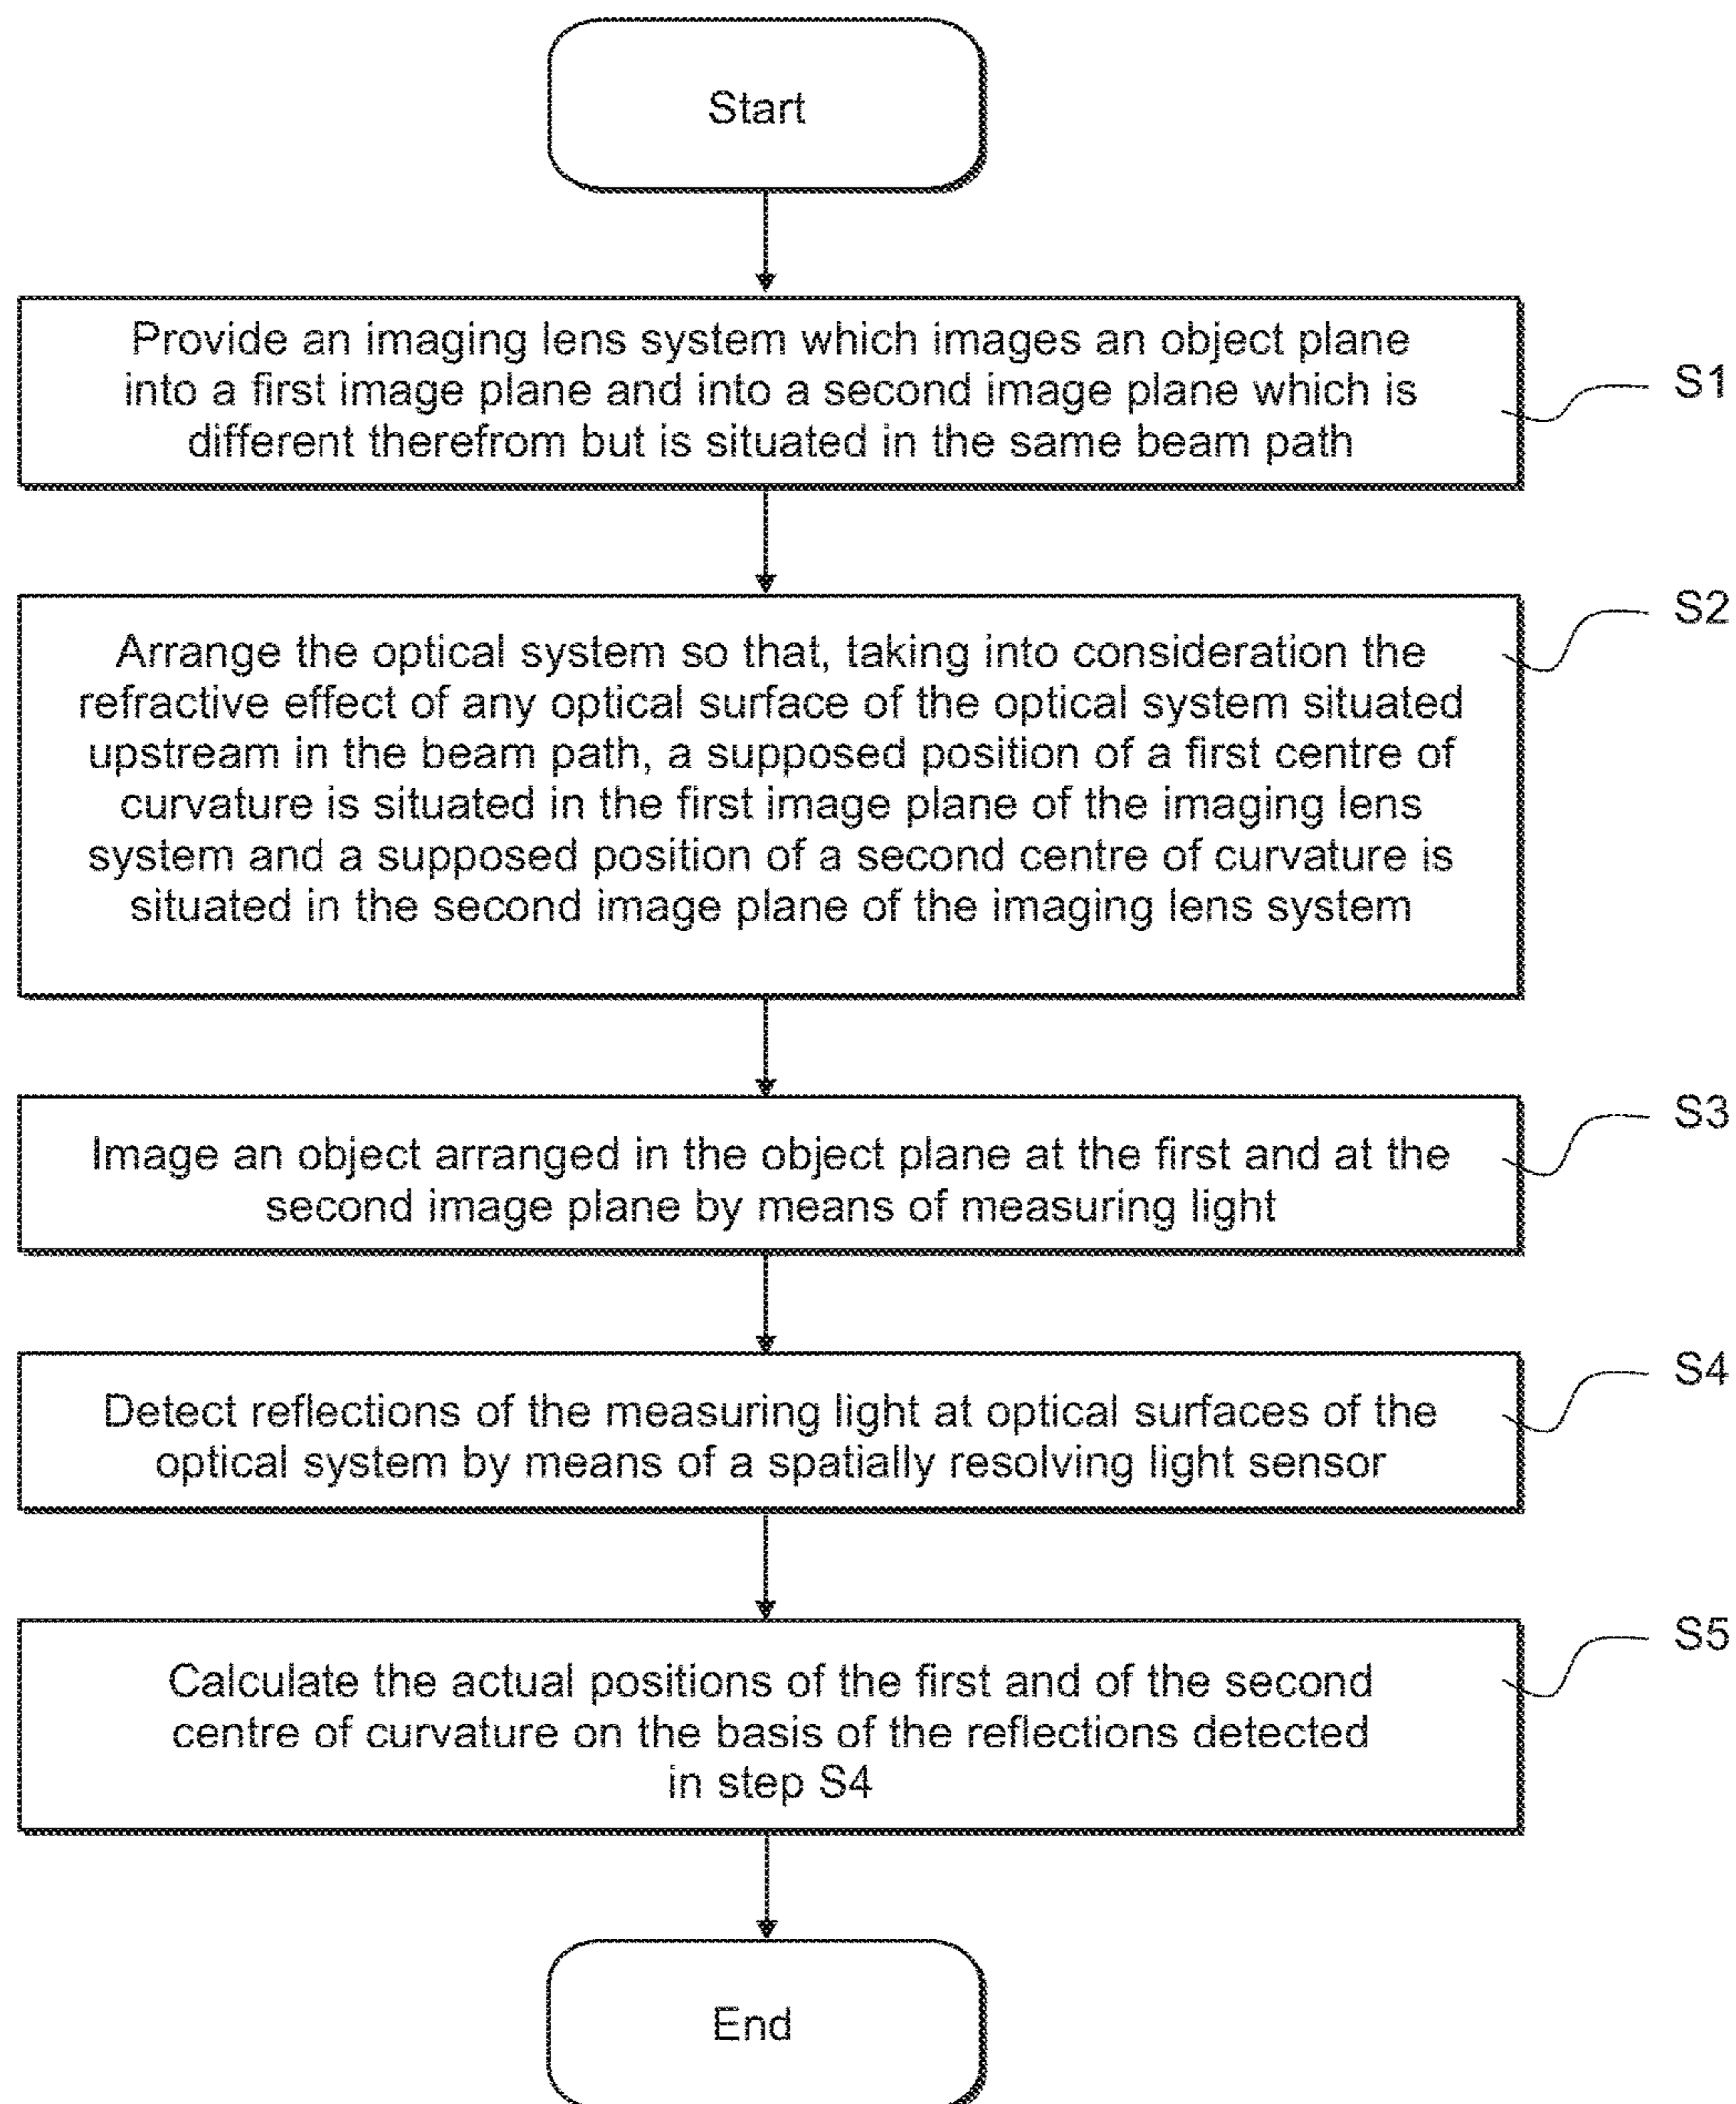 Start
Provide an imaging lens system which images an object plane
into a first image plane and into a second image plane which is
different therefrom but is situated in the same beam path
S1
Arrange the optical system so that, taking into consideration the
refractive effect of any optical surface of the optical system situated
upstream in the beam path, a supposed position of a first centre of
curvature is situated in the first image plane of the imaging lens
system and a supposed position of a second centre of curvature is
situated in the second image plane of the imaging lens system
S2
Image an object arranged in the object plane at the first and at the
second image plane by means of measuring light
S3
Detect reflections of the measuring light at optical surfaces of the
optical system by means of a spatially resolving light sensor
S4
Calculate the actual positions of the first and of the second
centre of curvature on the basis of the reflections detected
in step S4
S5
End